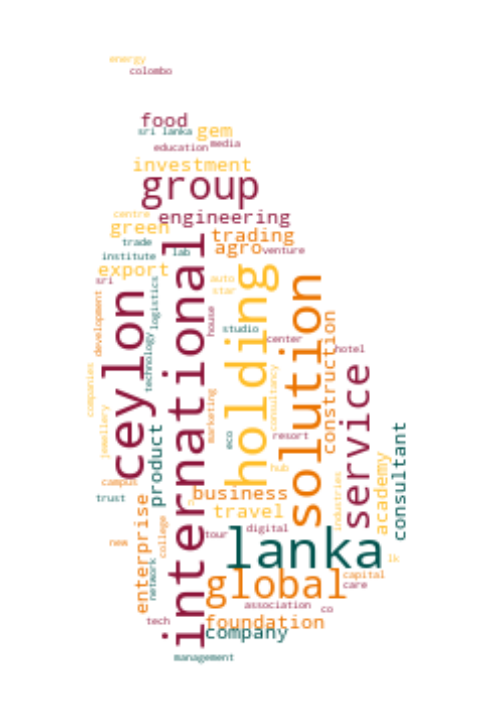 energy
colombo
food
sri lanka
gem
education
media
investment
group
centre
engineering
green
trading
trade
agro
venture
institute
lab
export
sri
auto
star
international
ceylon
holding
solution
development
logistics
technology
house
studio
center
construction
hotel
companies
jewellery
marketing
consultancy
service
eco
resort
product
consultant
academy
hub
campus
trust
business
industries
travel
enterprise
college
new
tour
digital
lanka
lk
network
global
capital
care
association
co
tech
foundation
company
management